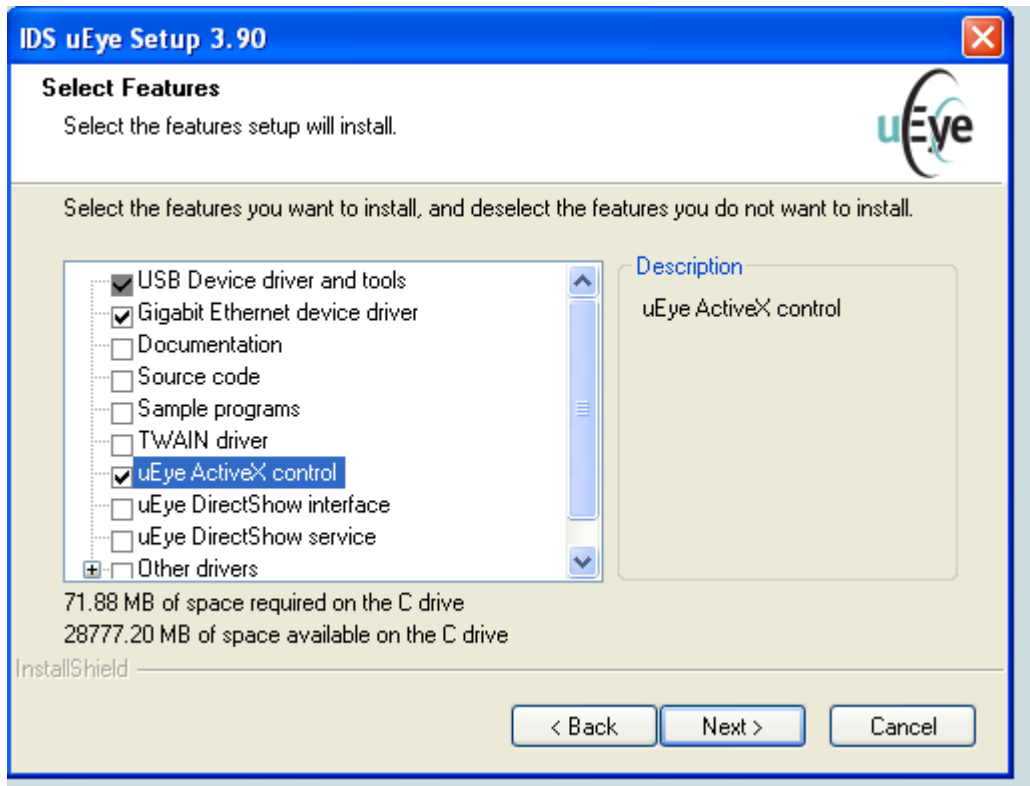 IDS uEye Setup 3.90
Select Features
Select the features setup will install.
uEye
Select the features you want to install, and deselect the features you do not want to install.
USB Device driver and tools
Gigabit Ethernet device driver
Documentation
Source code
Sample programs
TWAIN driver
uEye ActiveX control
uEye DirectShow interface
uEye DirectShow service
Other drivers
Description
uEye ActiveX control
71.88 MB of space required on the C drive
28777.20 MB of space available on the C drive
InstallShield
< Back
Next >
Cancel